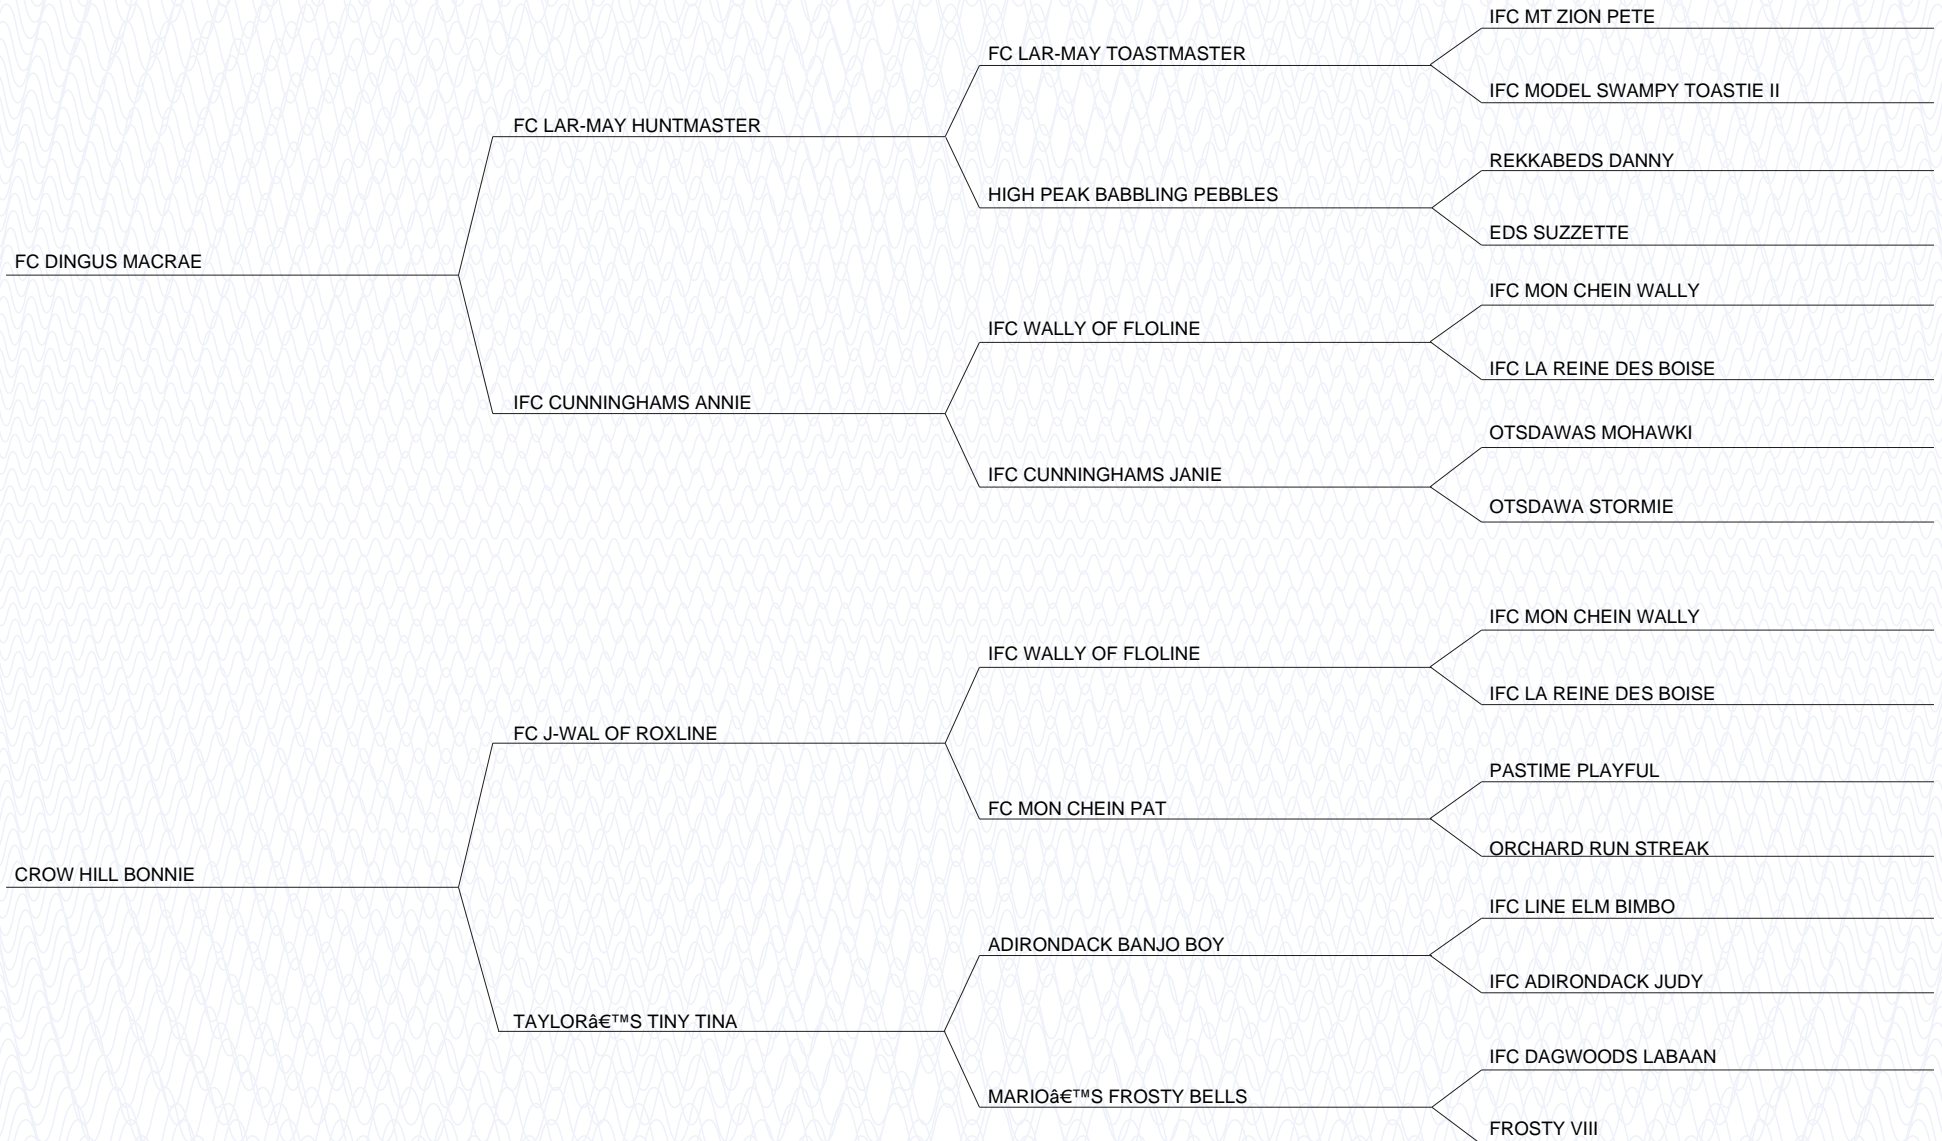 IFC MT ZION PETE
FC LAR-MAY TOASTMASTER
IFC MODEL SWAMPY TOASTIE II
FC LAR-MAY HUNTMASTER
REKKABEDS DANNY
HIGH PEAK BABBLING PEBBLES
EDS SUZZETTE
FC DINGUS MACRAE
IFC MON CHEIN WALLY
IFC WALLY OF FLOLINE
IFC LA REINE DES BOISE
IFC CUNNINGHAMS ANNIE
OTSDAWAS MOHAWKI
IFC CUNNINGHAMS JANIE
OTSDAWA STORMIE
IFC MON CHEIN WALLY
IFC WALLY OF FLOLINE
IFC LA REINE DES BOISE
FC J-WAL OF ROXLINE
PASTIME PLAYFUL
FC MON CHEIN PAT
ORCHARD RUN STREAK
CROW HILL BONNIE
IFC LINE ELM BIMBO
ADIRONDACK BANJO BOY
IFC ADIRONDACK JUDY
TAYLOR’S TINY TINA
IFC DAGWOODS LABAAN
MARIO’S FROSTY BELLS
FROSTY VIII